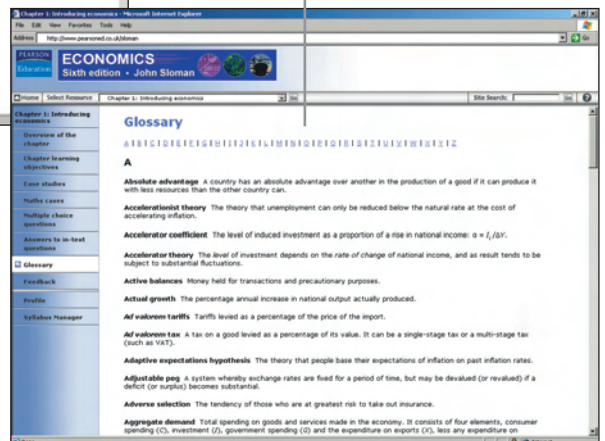 Chapter 1: Introducing economics - Microsoft Internet Explorer
File Edit View Favorites Tools Help
Address http://www.pearsoned.co.uk/sloman
Go
PEARSON
Education
ECONOMICS
Sixth edition • John Sloman
Home Select Resource Chapter 1: Introducing economics Go Site Search: Go
Chapter 1: Introducing
economics
Overview of the
chapter
Chapter learning
objectives
Case studies
Maths cases
Multiple choice
questions
Answers to in-text
questions
Glossary
Feedback
Profile
Syllabus Manager
Glossary
A | B | C | D | E | F | G | H | I | J | K | L | M | N | O | P | Q | R | S | T | U | V | W | X | Y | Z
A
Absolute advantage A country has an absolute advantage over another in the production of a good if it can produce it
with less resources than the other country can.
Accelerationist theory The theory that unemployment can only be reduced below the natural rate at the cost of
accelerating inflation.
Accelerator coefficient The level of induced investment as a proportion of a rise in national income: α = Iᵢ/ΔY.
Accelerator theory The level of investment depends on the rate of change of national income, and as result tends to be
subject to substantial fluctuations.
Active balances Money held for transactions and precautionary purposes.
Actual growth The percentage annual increase in national output actually produced.
Ad valorem tariffs Tariffs levied as a percentage of the price of the import.
Ad valorem tax A tax on a good levied as a percentage of its value. It can be a single-stage tax or a multi-stage tax
(such as VAT).
Adaptive expectations hypothesis The theory that people base their expectations of inflation on past inflation rates.
Adjustable peg A system whereby exchange rates are fixed for a period of time, but may be devalued (or revalued) if a
deficit (or surplus) becomes substantial.
Adverse selection The tendency of those who are at greatest risk to take out insurance.
Aggregate demand Total spending on goods and services made in the economy. It consists of four elements, consumer
spending (C), investment (I), government spending (G) and the expenditure on exports (X), less any expenditure on